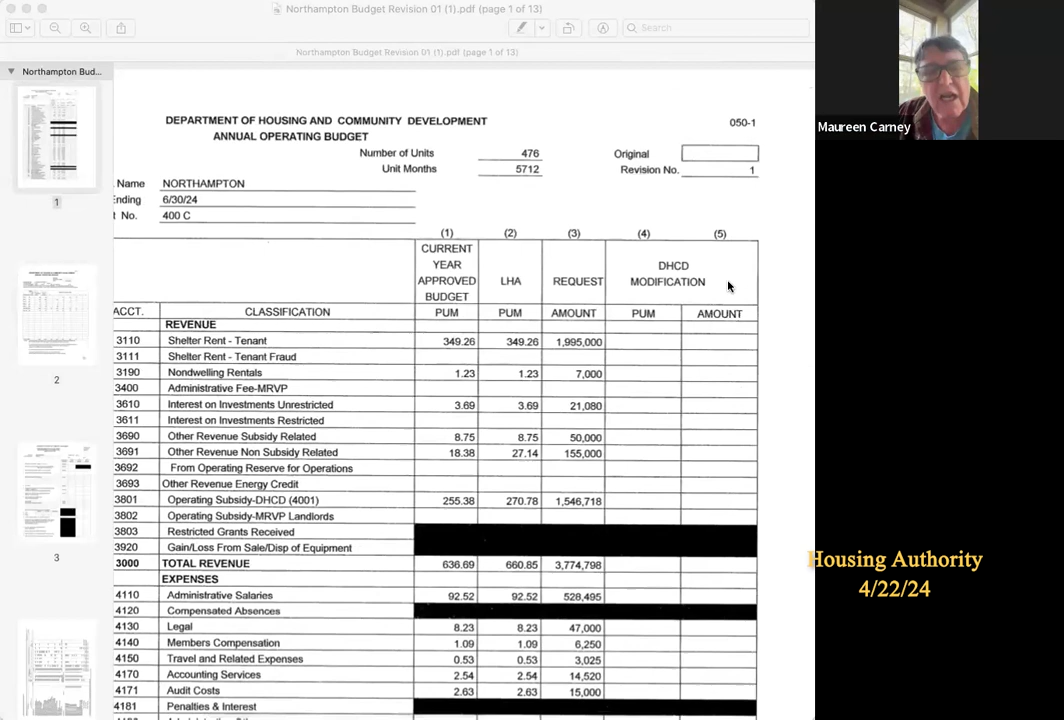 Northampton Budget Revision 01 (1).pdf (page 1 of 13)
Search
Northampton Budget Revision 01 (1).pdf (page 1 of 13)
Northampton Bud...
1
2
3
DEPARTMENT OF HOUSING AND COMMUNITY DEVELOPMENT 050-1
ANNUAL OPERATING BUDGET
Number of Units 476 Original
Unit Months 5712 Revision No. 1
Name NORTHAMPTON
Ending 6/30/24
t No. 400 C
(1) (2) (3) (4) (5)
CURRENT
YEAR DHCD
APPROVED LHA REQUEST MODIFICATION
BUDGET
ACCT. CLASSIFICATION PUM PUM AMOUNT PUM AMOUNT
REVENUE
3110 Shelter Rent - Tenant 349.26 349.26 1,995,000
3111 Shelter Rent - Tenant Fraud
3190 Nondwelling Rentals 1.23 1.23 7,000
3400 Administrative Fee-MRVP
3610 Interest on Investments Unrestricted 3.69 3.69 21,080
3611 Interest on Investments Restricted
3690 Other Revenue Subsidy Related 8.75 8.75 50,000
3691 Other Revenue Non Subsidy Related 18.38 27.14 155,000
3692 From Operating Reserve for Operations
3693 Other Revenue Energy Credit
3801 Operating Subsidy-DHCD (4001) 255.38 270.78 1,546,718
3802 Operating Subsidy-MRVP Landlords
3803 Restricted Grants Received
3920 Gain/Loss From Sale/Disp of Equipment
3000 TOTAL REVENUE 636.69 660.85 3,774,798
EXPENSES
4110 Administrative Salaries 92.52 92.52 528,495
4120 Compensated Absences
4130 Legal 8.23 8.23 47,000
4140 Members Compensation 1.09 1.09 6,250
4150 Travel and Related Expenses 0.53 0.53 3,025
4170 Accounting Services 2.54 2.54 14,520
4171 Audit Costs 2.63 2.63 15,000
4181 Penalties & Interest
Maureen Carney
Housing Authority
4/22/24